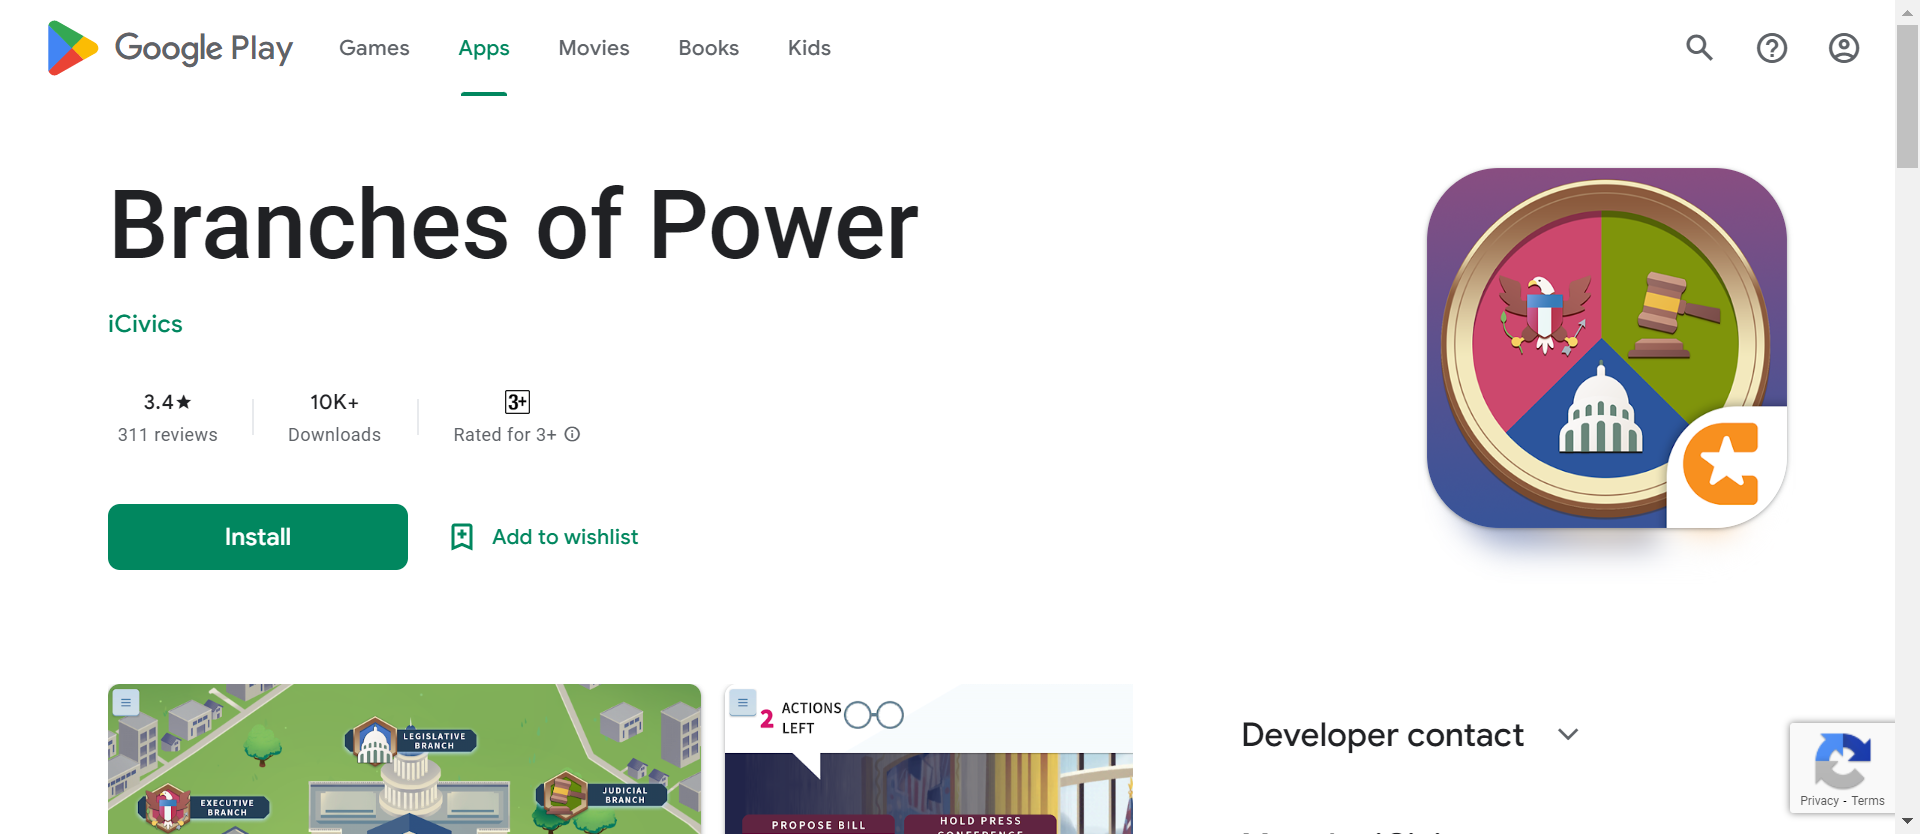 Google Play Games Apps Movies Books Kids
Branches of Power
iCivics
3.4★ 10K+ 3+
311 reviews Downloads Rated for 3+
Install Add to wishlist
2 ACTIONS
LEFT
LEGISLATIVE
BRANCH
EXECUTIVE
BRANCH
JUDICIAL
BRANCH
PROPOSE BILL
HOLD PRESS
CONFERENCE
Developer contact
Privacy - Terms